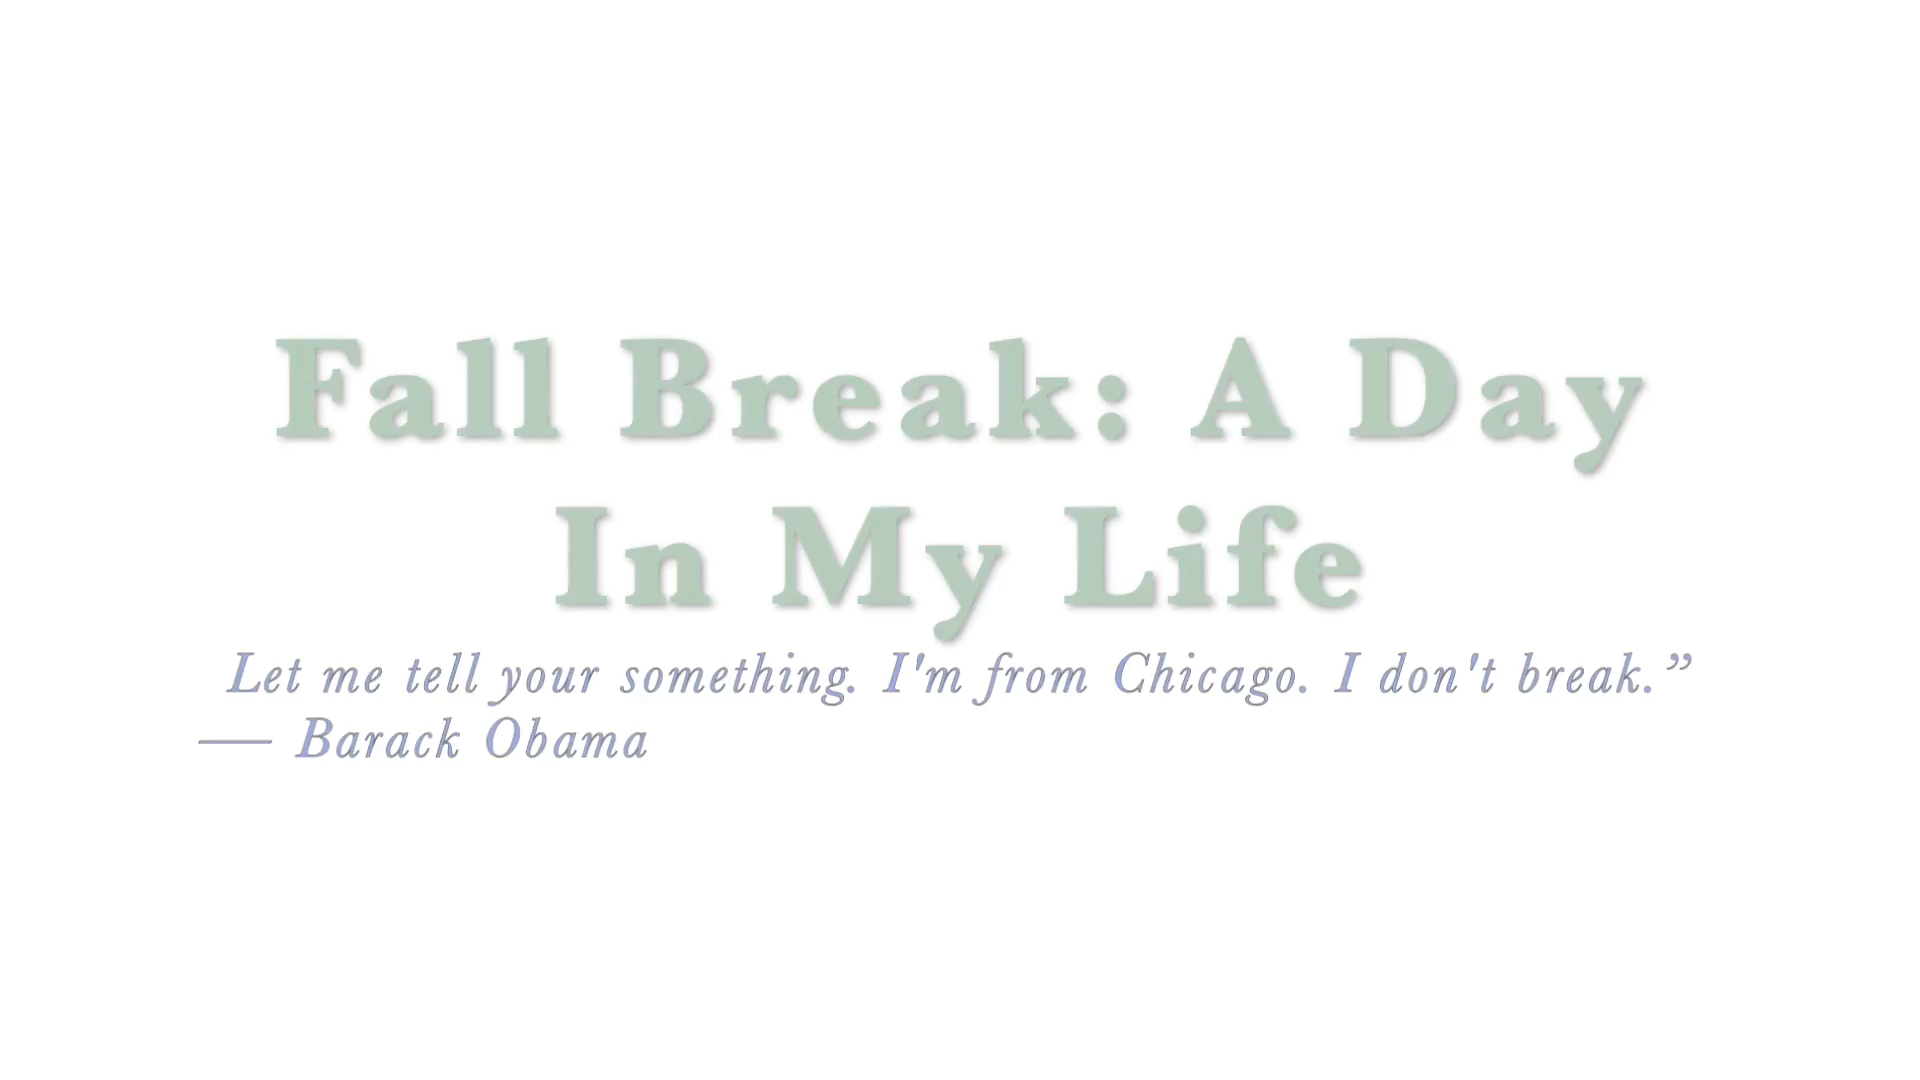 Fall Break: A Day
In My Life
Let me tell your something. I'm from Chicago. I don't break.”
— Barack Obama